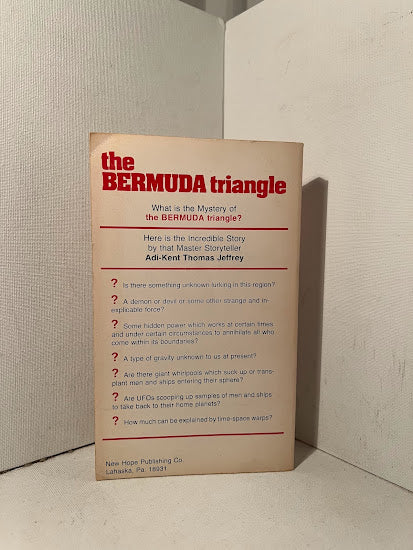 the
BERMUDA triangle
What is the Mystery of
the BERMUDA triangle?
Here is the Incredible Story
by that Master Storyteller
Adi-Kent Thomas Jeffrey
? Is there something unknown lurking in this region?
? A demon or devil or some other strange and in-
explicable force?
? Some hidden power which works at certain times
and under certain circumstances to annihilate all who
come within its boundaries?
? A type of gravity unknown to us at present?
? Are there giant whirlpools which suck up or trans-
plant men and ships entering their sphere?
? Are UFOs scooping up samples of men and ships
to take back to their home planets?
? How much can be explained by time-space warps?
New Hope Publishing Co.
Lahaska, Pa. 18931